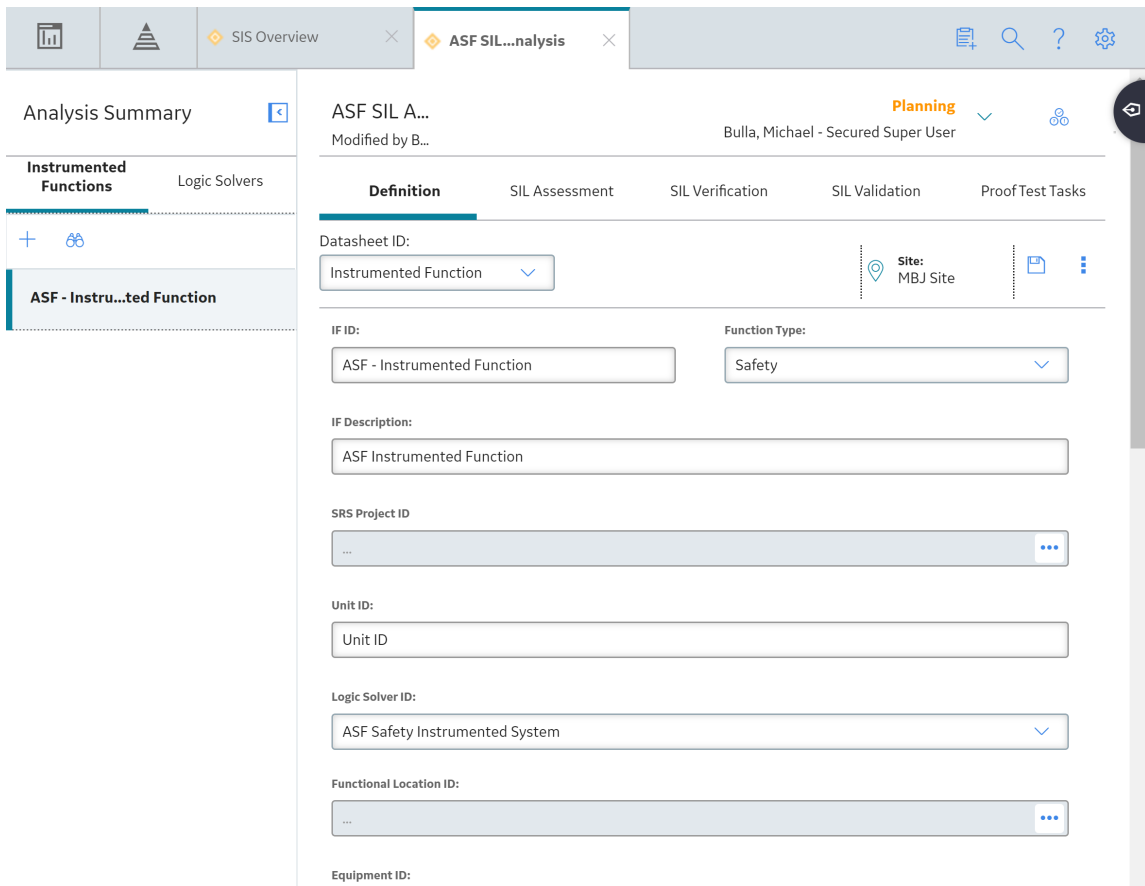 SIS Overview
ASF SIL...nalysis
Analysis Summary
Instrumented Functions
Logic Solvers
ASF - Instru...ted Function
ASF SIL A...
Modified by B...
Planning
Bulla, Michael - Secured Super User
Definition
SIL Assessment
SIL Verification
SIL Validation
Proof Test Tasks
Datasheet ID:
Instrumented Function
Site:
MBJ Site
IF ID:
ASF - Instrumented Function
Function Type:
Safety
IF Description:
ASF Instrumented Function
SRS Project ID
...
Unit ID:
Unit ID
Logic Solver ID:
ASF Safety Instrumented System
Functional Location ID:
...
Equipment ID: